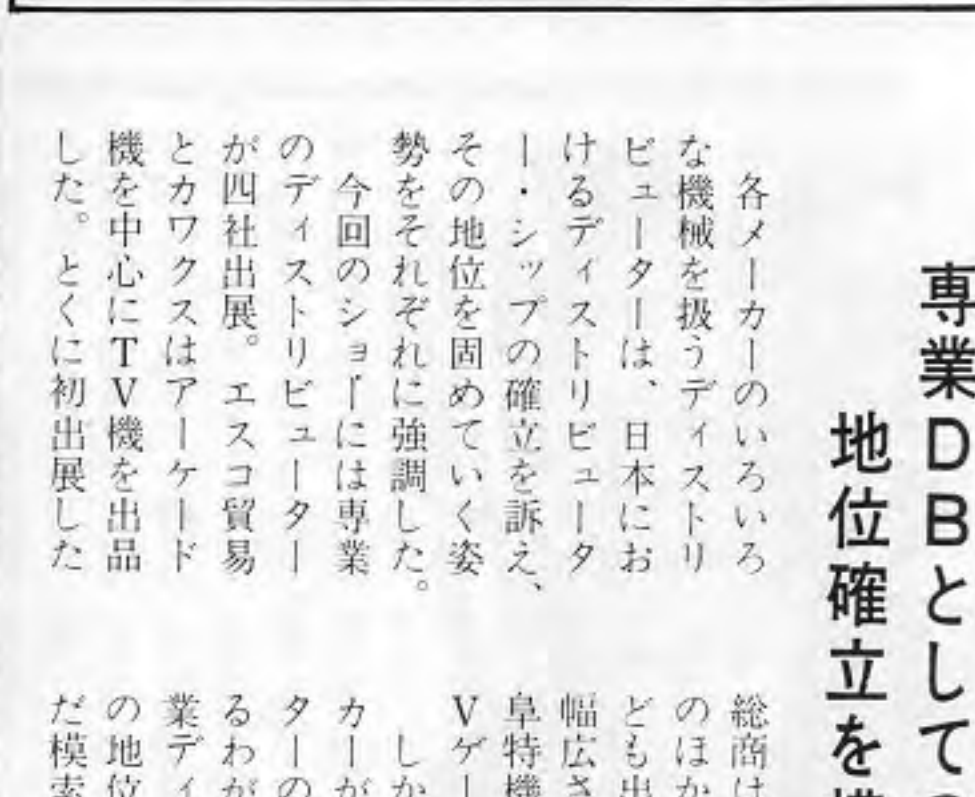 専業DBとしての
地位確立を模
各メーカーのいろいろ
な機械を扱うディストリ
ビューターは、日本にお
けるディストリビュータ
ー・シップの確立を訴え、
その地位を固めていく姿
勢をそれぞれに強調した。
今回のショーには専業
のディストリビューター
が四社出展。エスコ貿易
とカワクスはアーケード
機を中心にTV機を出品
した。とくに初出展した
総商は
のほか
ども出
幅広さ
阜特機
Vゲー
しか
カーが
ターの
るわが
業ディ
の地位
だ模索